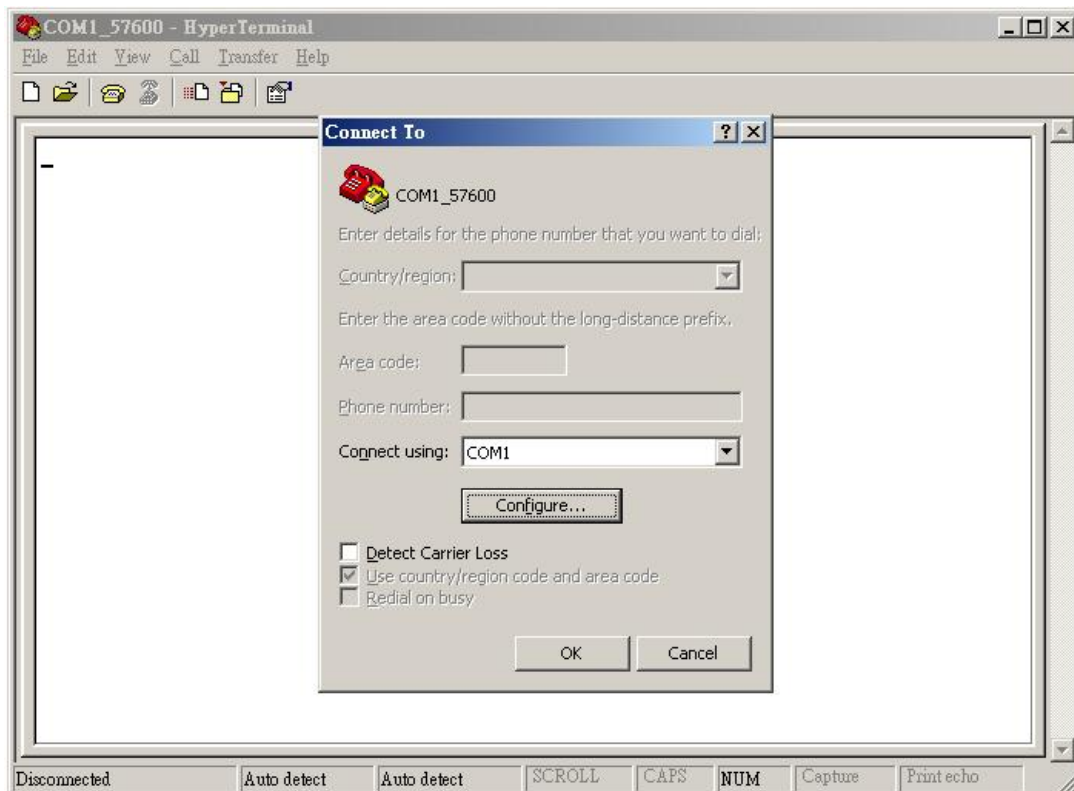 COM1_57600 - HyperTerminal
File Edit View Call Transfer Help
Connect To
COM1_57600
Enter details for the phone number that you want to dial:
Country/region:
Enter the area code without the long-distance prefix.
Area code:
Phone number:
Connect using: COM1
Configure...
Detect Carrier Loss
Use country/region code and area code
Redial on busy
OK Cancel
Disconnected Auto detect Auto detect SCROLL CAPS NUM Capture Print echo